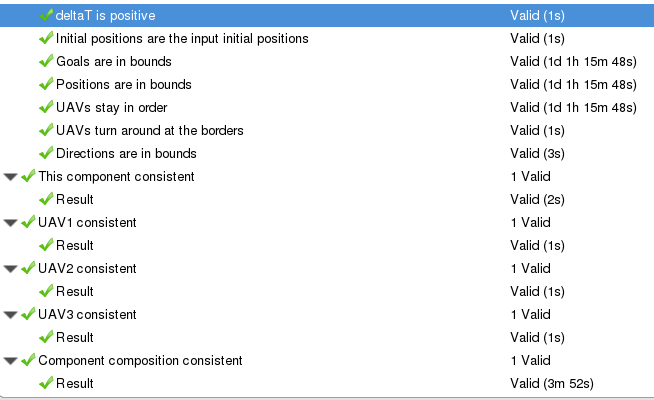 deltaT is positive Valid (1s)
Initial positions are the input initial positions Valid (1s)
Goals are in bounds Valid (1d 1h 15m 48s)
Positions are in bounds Valid (1d 1h 15m 48s)
UAVs stay in order Valid (1d 1h 15m 48s)
UAVs turn around at the borders Valid (1s)
Directions are in bounds Valid (3s)
This component consistent 1 Valid
Result Valid (2s)
UAV1 consistent 1 Valid
Result Valid (1s)
UAV2 consistent 1 Valid
Result Valid (1s)
UAV3 consistent 1 Valid
Result Valid (1s)
Component composition consistent 1 Valid
Result Valid (3m 52s)